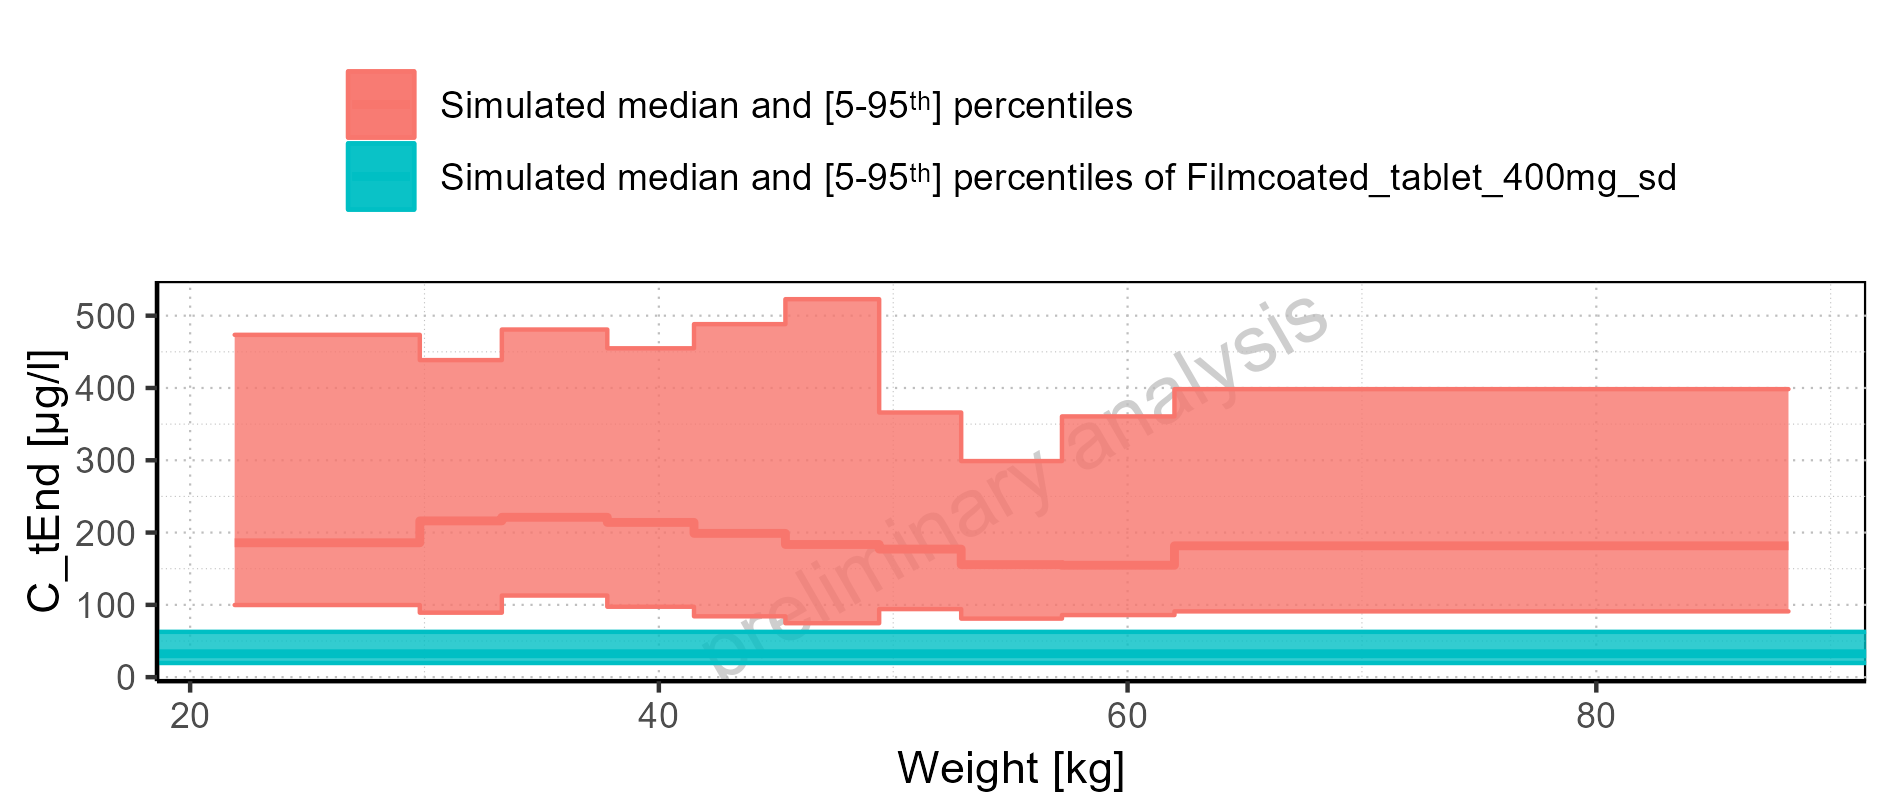 Simulated median and [5-95th] percentiles
Simulated median and [5-95th] percentiles of Filmcoated_tablet_400mg_sd
C_tEnd [µg/l]
500
400
300
200
100
0
preliminary analysis
20 40 60 80
Weight [kg]